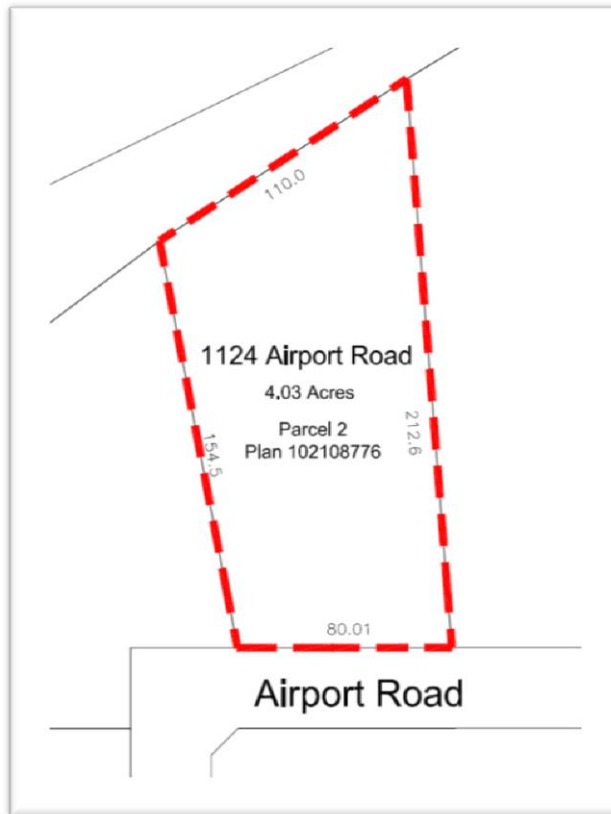 110.0
1124 Airport Road
4.03 Acres
Parcel 2
Plan 102108776
154.5
212.6
80.01
Airport Road